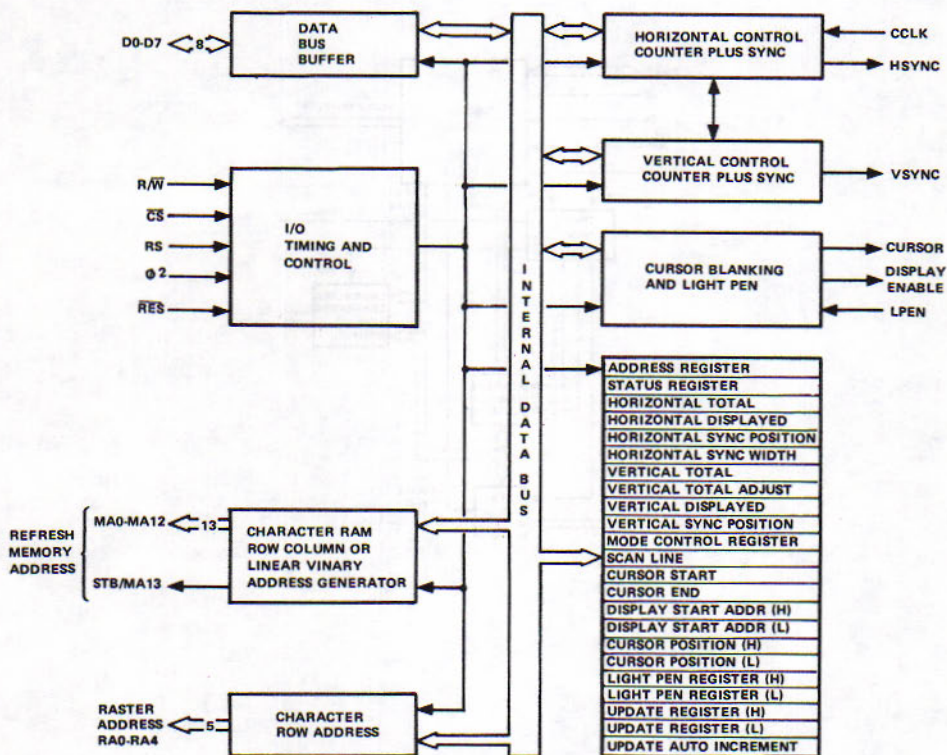 DATA
BUS
BUFFER
D0-D7
8
HORIZONTAL CONTROL
COUNTER PLUS SYNC
CCLK
HSYNC
VERTICAL CONTROL
COUNTER PLUS SYNC
VSYNC
R/W̅
C̅S̅
RS
Φ2
R̅E̅S̅
I/O
TIMING AND
CONTROL
INTERNAL DATA BUS
CURSOR BLANKING
AND LIGHT PEN
CURSOR
DISPLAY
ENABLE
LPEN
ADDRESS REGISTER
STATUS REGISTER
HORIZONTAL TOTAL
HORIZONTAL DISPLAYED
HORIZONTAL SYNC POSITION
HORIZONTAL SYNC WIDTH
VERTICAL TOTAL
VERTICAL TOTAL ADJUST
VERTICAL DISPLAYED
VERTICAL SYNC POSITION
MODE CONTROL REGISTER
SCAN LINE
CURSOR START
CURSOR END
DISPLAY START ADDR (H)
DISPLAY START ADDR (L)
CURSOR POSITION (H)
CURSOR POSITION (L)
LIGHT PEN REGISTER (H)
LIGHT PEN REGISTER (L)
UPDATE REGISTER (H)
UPDATE REGISTER (L)
UPDATE AUTO INCREMENT
REFRESH
MEMORY
ADDRESS
MA0-MA12
13
STB/MA13
CHARACTER RAM
ROW COLUMN OR
LINEAR VINARY
ADDRESS GENERATOR
RASTER
ADDRESS
RA0-RA4
5
CHARACTER
ROW ADDRESS